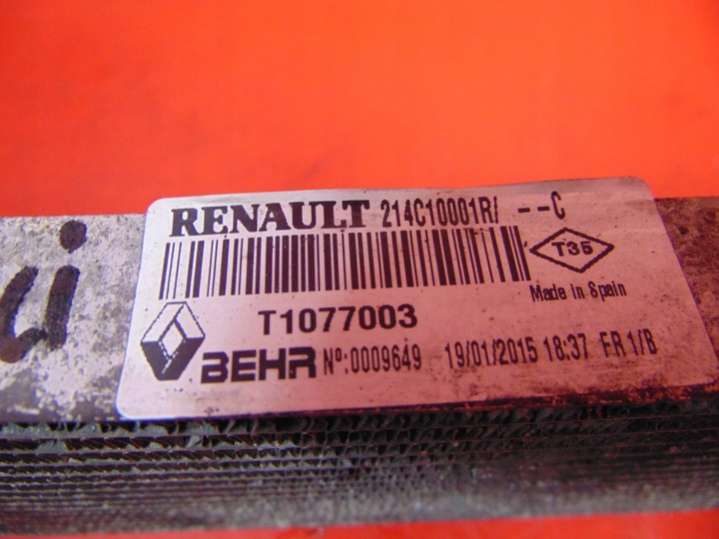 RENAULT 214C10001R/ --C
T35
Made in Spain
T1077003
BEHR Nº:0009649 19/01/2015 18:37 FR 1/B